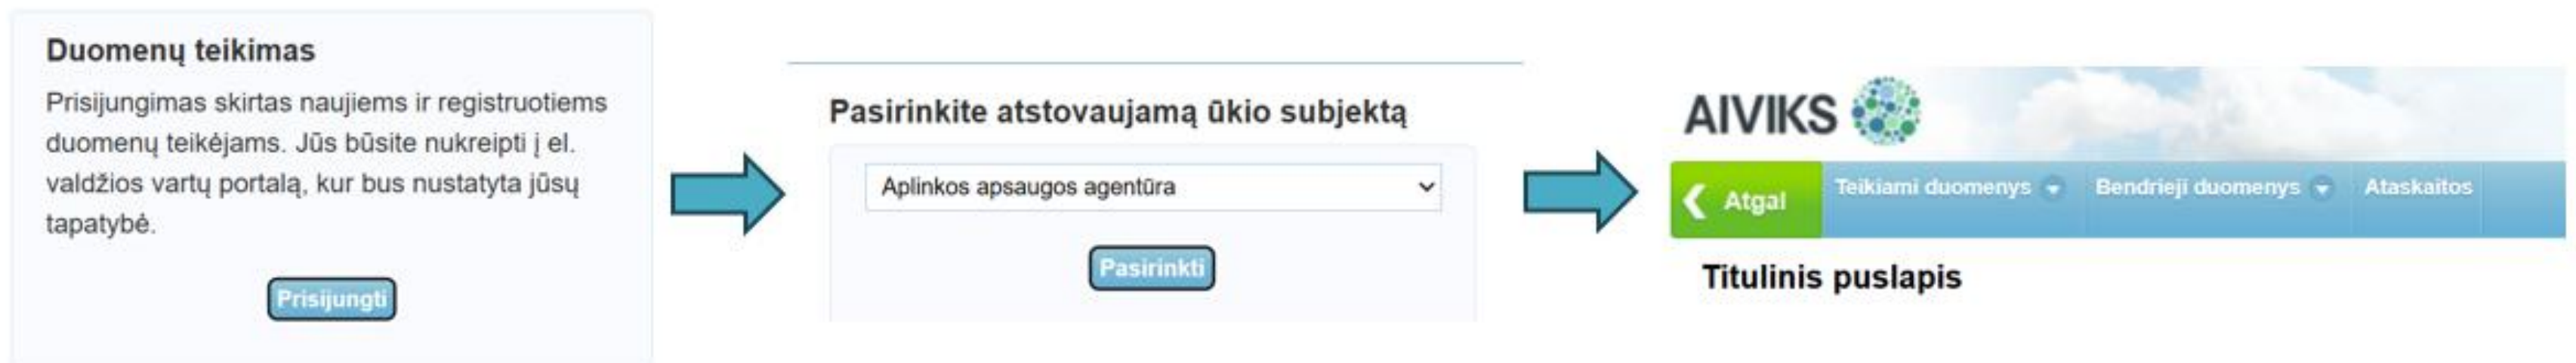 Duomenų teikimas
Prisijungimas skirtas naujiems ir registruotiems
duomenų teikėjams. Jūs būsite nukreipti į el.
valdžios vartų portalą, kur bus nustatyta jūsų
tapatybė.
Prisijungti
Pasirinkite atstovaujamą ūkio subjektą
Aplinkos apsaugos agentūra
Pasirinkti
AIVIKS
Atgal
Teikiami duomenys
Bendrieji duomenys
Ataskaitos
Titulinis puslapis